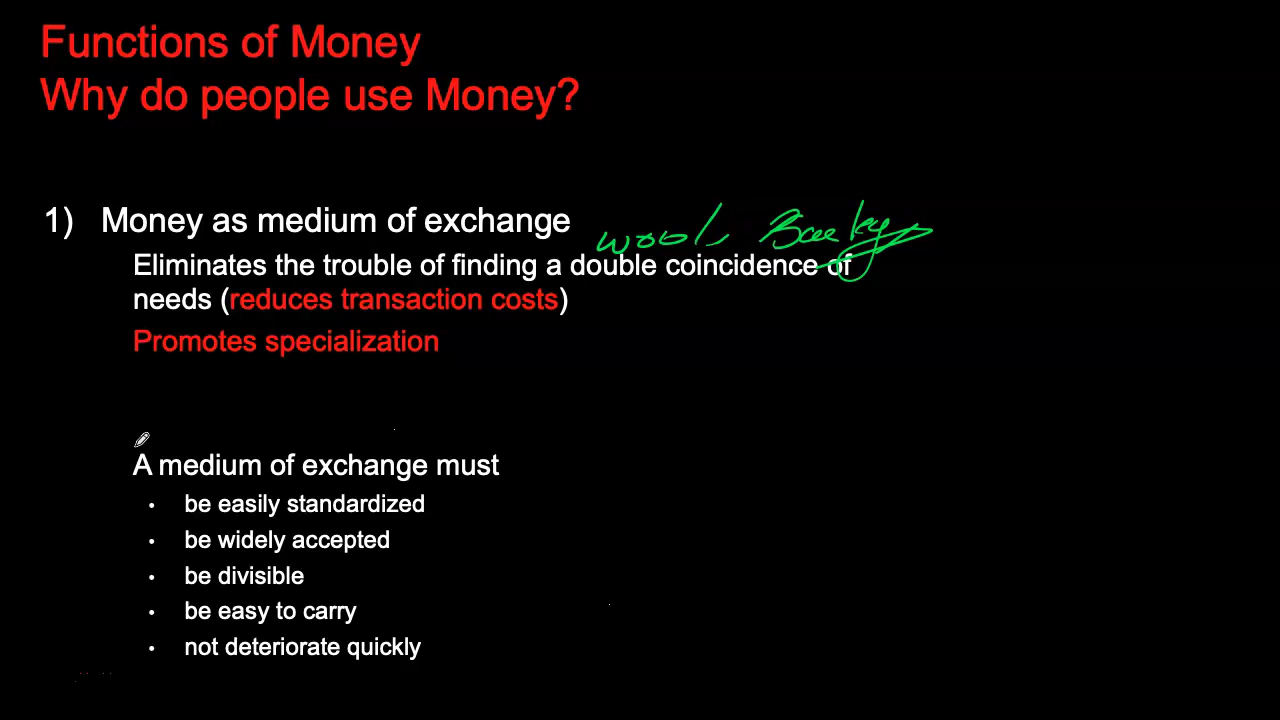 Functions of Money
Why do people use Money?
1) Money as medium of exchange
wool, Barley
Eliminates the trouble of finding a double coincidence of
needs (reduces transaction costs)
Promotes specialization
A medium of exchange must
• be easily standardized
• be widely accepted
• be divisible
• be easy to carry
• not deteriorate quickly